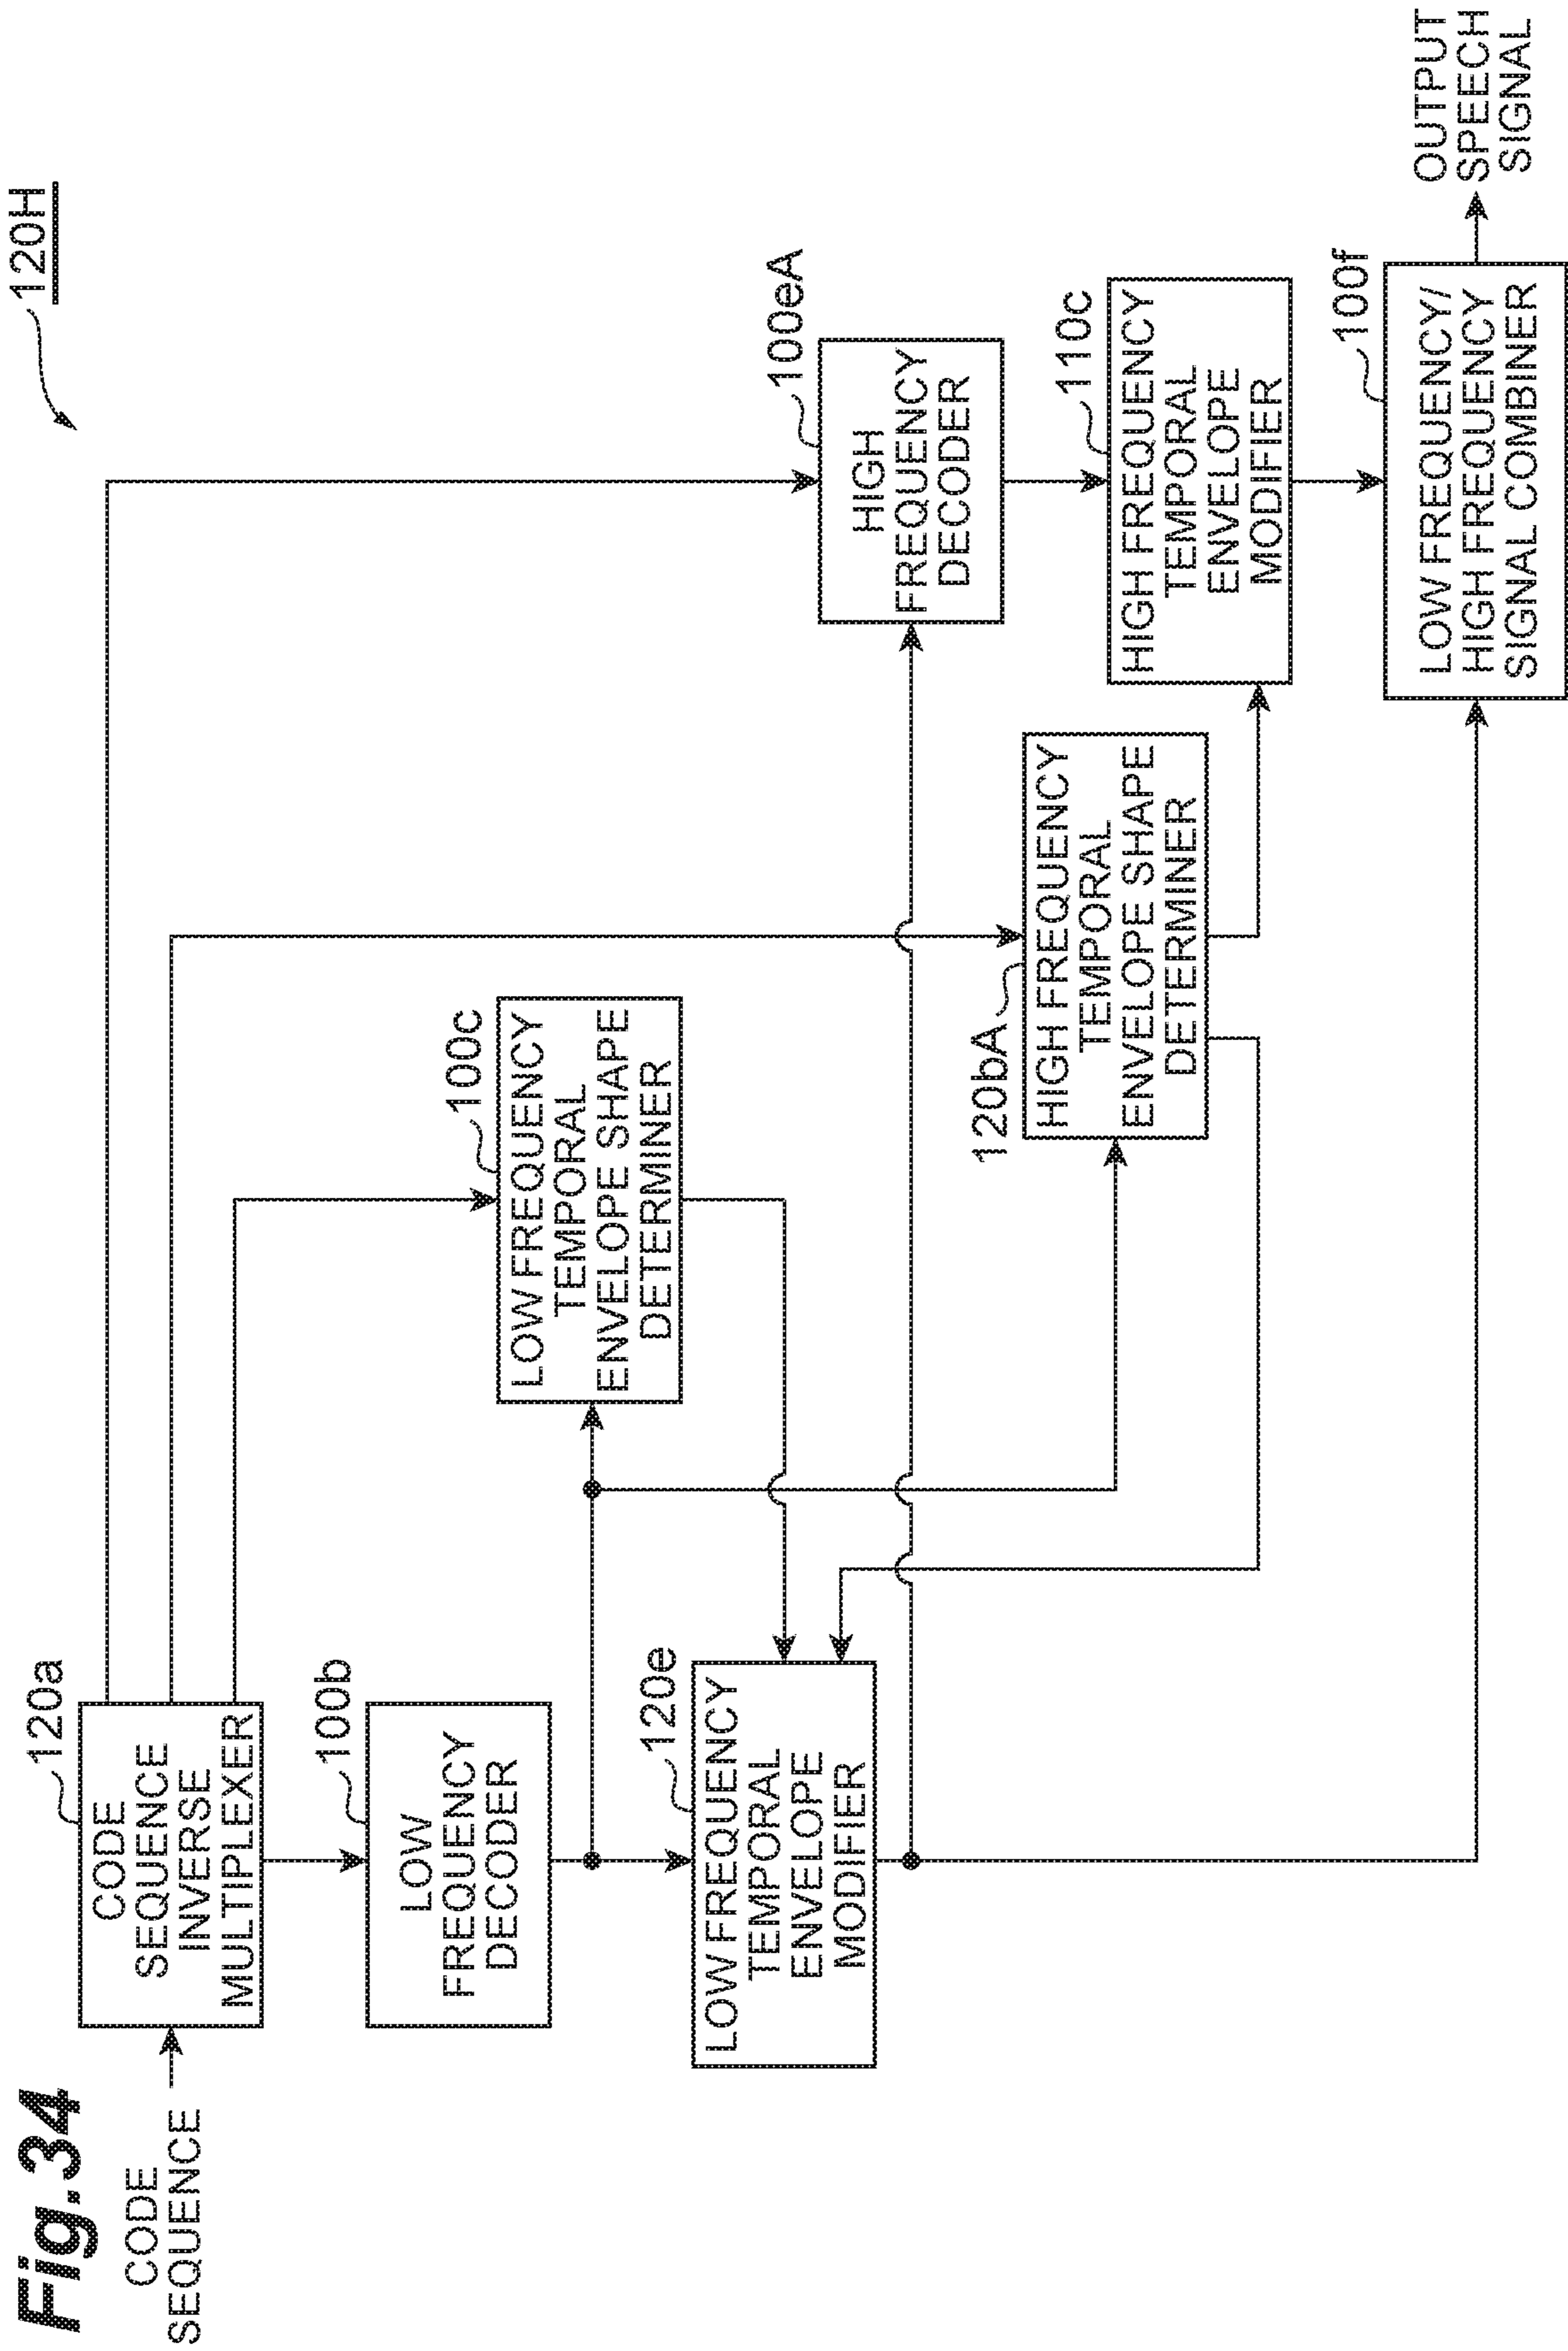 Fig.34
120H
CODE
SEQUENCE
120a
CODE
SEQUENCE
INVERSE
MULTIPLEXER
100b
LOW
FREQUENCY
DECODER
100c
LOW FREQUENCY
TEMPORAL
ENVELOPE SHAPE
DETERMINER
120e
LOW FREQUENCY
TEMPORAL
ENVELOPE
MODIFIER
100eA
HIGH
FREQUENCY
DECODER
120bA
HIGH FREQUENCY
TEMPORAL
ENVELOPE SHAPE
DETERMINER
110c
HIGH FREQUENCY
TEMPORAL
ENVELOPE
MODIFIER
100f
LOW FREQUENCY/
HIGH FREQUENCY
SIGNAL COMBINER
OUTPUT
SPEECH
SIGNAL